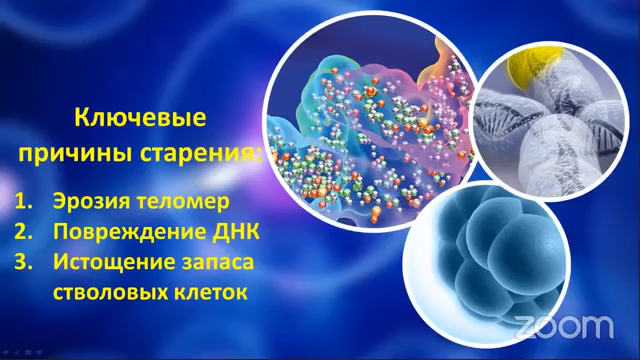 Ключевые
причины старения:
1. Эрозия теломер
2. Повреждение ДНК
3. Истощение запаса
стволовых клеток
zoom